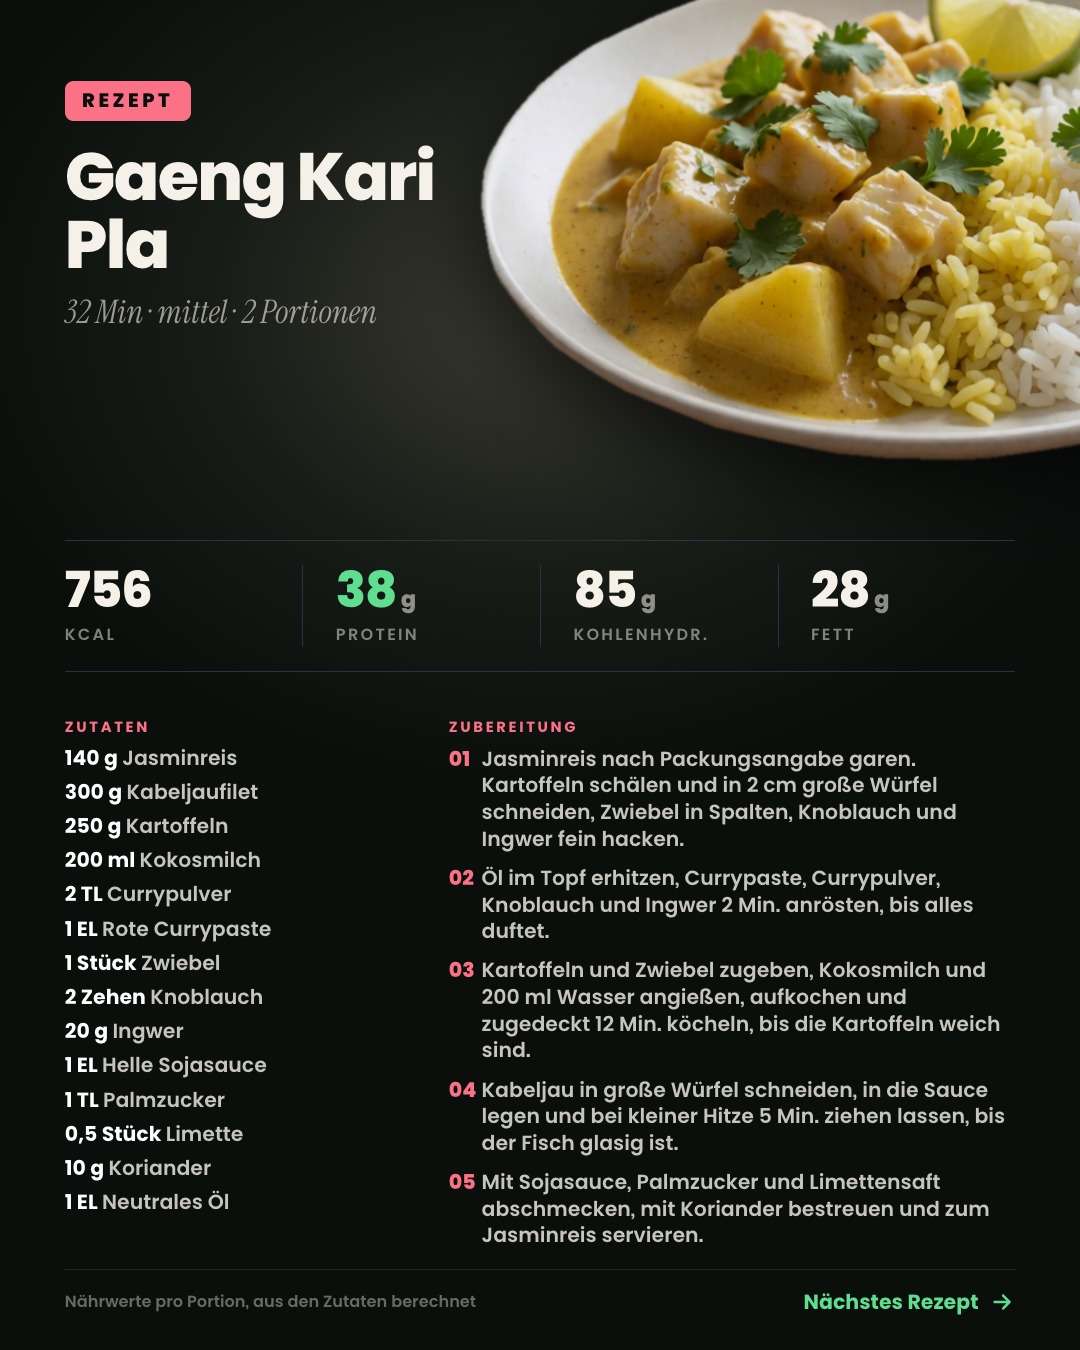 REZEPT
Gaeng Kari
Pla
32 Min · mittel · 2 Portionen
756
KCAL
38 g
PROTEIN
85 g
KOHLENHYDR.
28 g
FETT
ZUTATEN
140 g Jasminreis
300 g Kabeljaufilet
250 g Kartoffeln
200 ml Kokosmilch
2 TL Currypulver
1 EL Rote Currypaste
1 Stück Zwiebel
2 Zehen Knoblauch
20 g Ingwer
1 EL Helle Sojasauce
1 TL Palmzucker
0,5 Stück Limette
10 g Koriander
1 EL Neutrales Öl
ZUBEREITUNG
01 Jasminreis nach Packungsangabe garen.
Kartoffeln schälen und in 2 cm große Würfel
schneiden, Zwiebel in Spalten, Knoblauch und
Ingwer fein hacken.
02 Öl im Topf erhitzen, Currypaste, Currypulver,
Knoblauch und Ingwer 2 Min. anrösten, bis alles
duftet.
03 Kartoffeln und Zwiebel zugeben, Kokosmilch und
200 ml Wasser angießen, aufkochen und
zugedeckt 12 Min. köcheln, bis die Kartoffeln weich
sind.
04 Kabeljau in große Würfel schneiden, in die Sauce
legen und bei kleiner Hitze 5 Min. ziehen lassen, bis
der Fisch glasig ist.
05 Mit Sojasauce, Palmzucker und Limettensaft
abschmecken, mit Koriander bestreuen und zum
Jasminreis servieren.
Nährwerte pro Portion, aus den Zutaten berechnet
Nächstes Rezept →